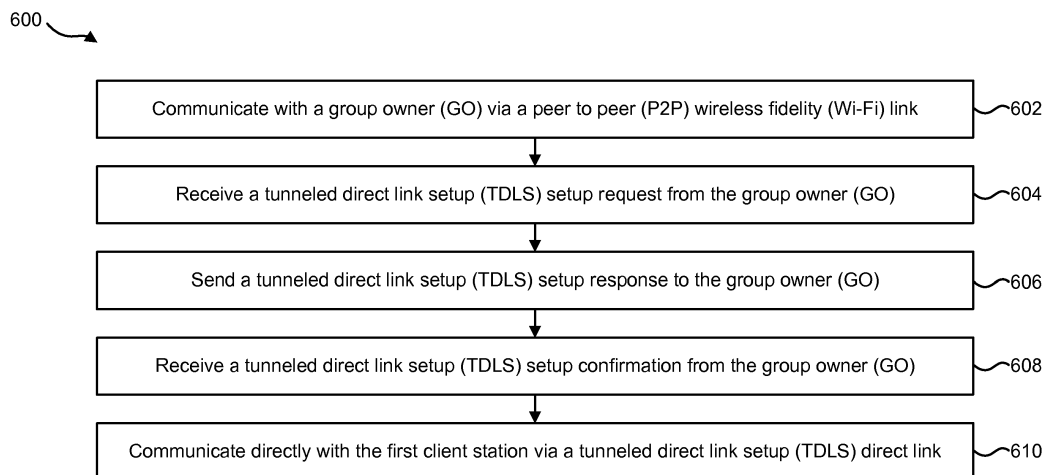 600
Communicate with a group owner (GO) via a peer to peer (P2P) wireless fidelity (Wi-Fi) link
602
Receive a tunneled direct link setup (TDLS) setup request from the group owner (GO)
604
Send a tunneled direct link setup (TDLS) setup response to the group owner (GO)
606
Receive a tunneled direct link setup (TDLS) setup confirmation from the group owner (GO)
608
Communicate directly with the first client station via a tunneled direct link setup (TDLS) direct link
610